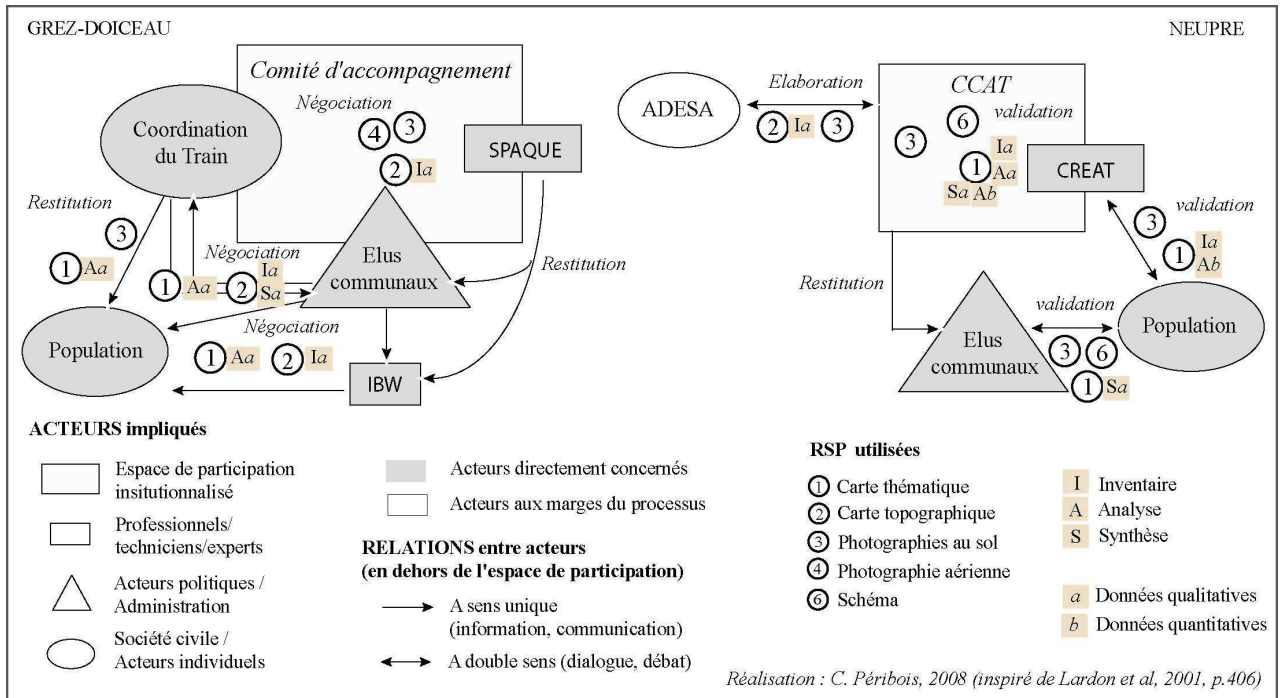 GREZ-DOICEAU
NEUPRE
Comité d'accompagnement
Négociation
4 3
2 Ia
Coordination
du Train
SPAQUE
Restitution
3
1 Aa
Négociation
1 Aa
2 Ia
Sa
Elus
communaux
Restitution
Population
Négociation
1 Aa 2 Ia
IBW
ADESA
Elaboration
2 Ia 3
CCAT
validation
6
3
1 Ia
Aa
Sa Ab
CREAT
validation
3
1 Ia
Ab
Restitution
Elus
communaux
validation
3 6
1 Sa
Population
ACTEURS impliqués
Espace de participation
insitutionnalisé
Professionnels/
techniciens/experts
Acteurs politiques /
Administration
Société civile /
Acteurs individuels
Acteurs directement concernés
Acteurs aux marges du processus
RELATIONS entre acteurs
(en dehors de l'espace de participation)
A sens unique
(information, communication)
A double sens (dialogue, débat)
RSP utilisées
1 Carte thématique
2 Carte topographique
3 Photographies au sol
4 Photographie aérienne
6 Schéma
I Inventaire
A Analyse
S Synthèse
a Données qualitatives
b Données quantitatives
Réalisation : C. Péribois, 2008 (inspiré de Lardon et al, 2001, p.406)